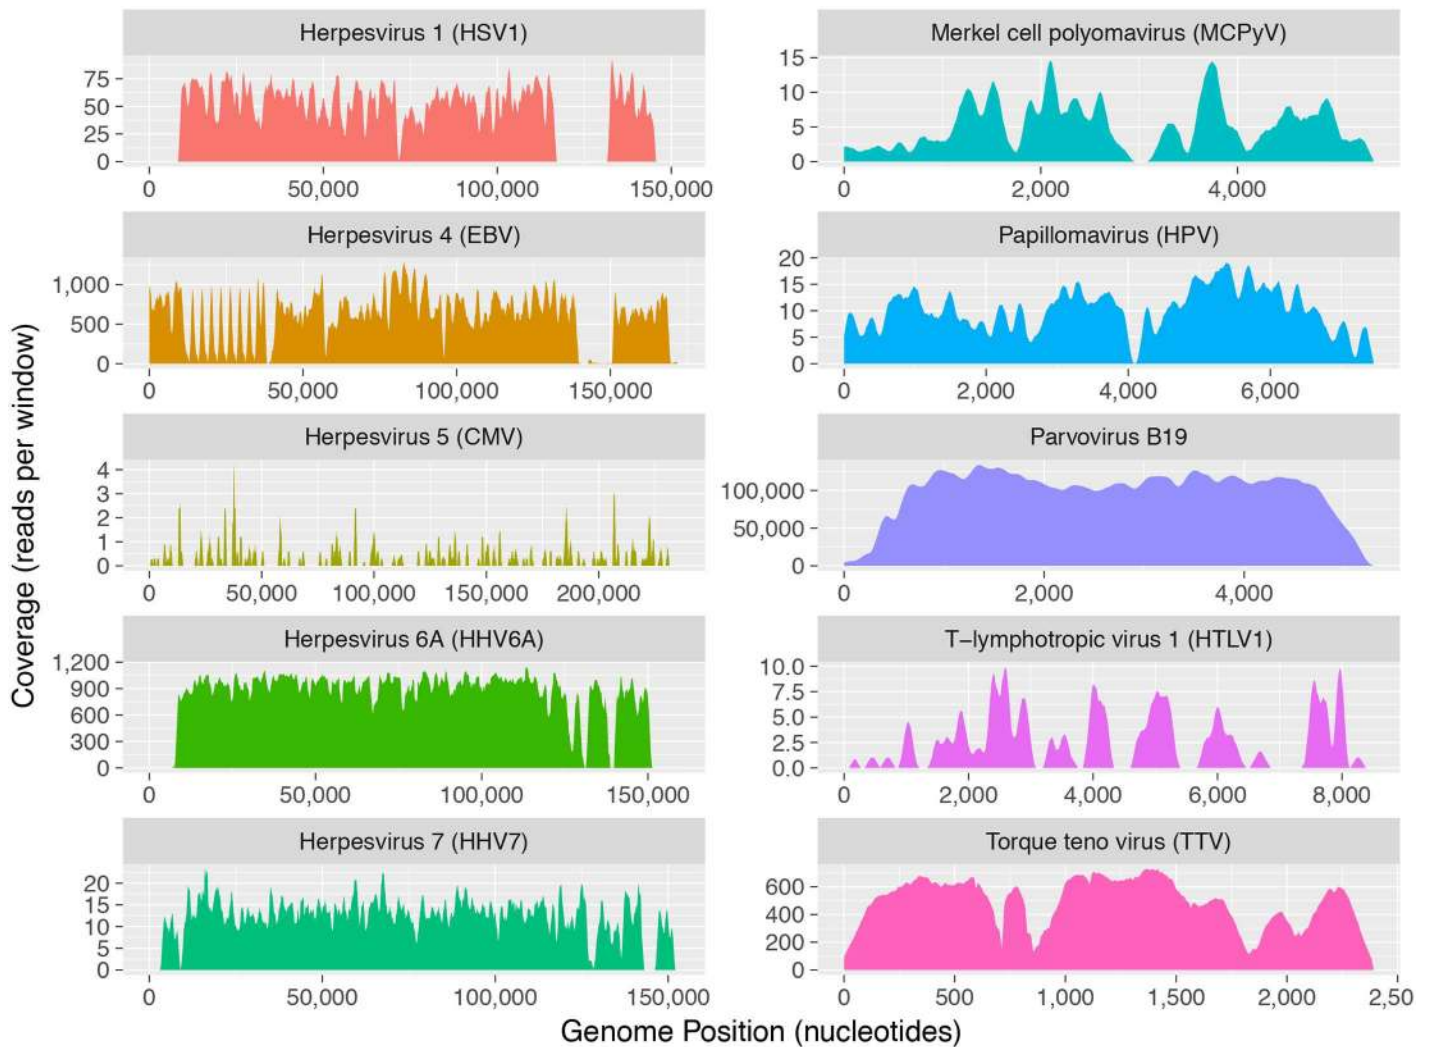 Coverage (reads per window)
Herpesvirus 1 (HSV1)
75
50
25
0
0 50,000 100,000 150,000
Merkel cell polyomavirus (MCPyV)
15
10
5
0
0 2,000 4,000
Herpesvirus 4 (EBV)
1,000
500
0
0 50,000 100,000 150,000
Papillomavirus (HPV)
20
15
10
5
0
0 2,000 4,000 6,000
Herpesvirus 5 (CMV)
4
3
2
1
0
0 50,000 100,000 150,000 200,000
Parvovirus B19
100,000
50,000
0
0 2,000 4,000
Herpesvirus 6A (HHV6A)
1,200
900
600
300
0
0 50,000 100,000 150,000
T−lymphotropic virus 1 (HTLV1)
10.0
7.5
5.0
2.5
0.0
0 2,000 4,000 6,000 8,000
Herpesvirus 7 (HHV7)
20
15
10
5
0
0 50,000 100,000 150,000
Torque teno virus (TTV)
600
400
200
0
0 500 1,000 1,500 2,000 2,50
Genome Position (nucleotides)